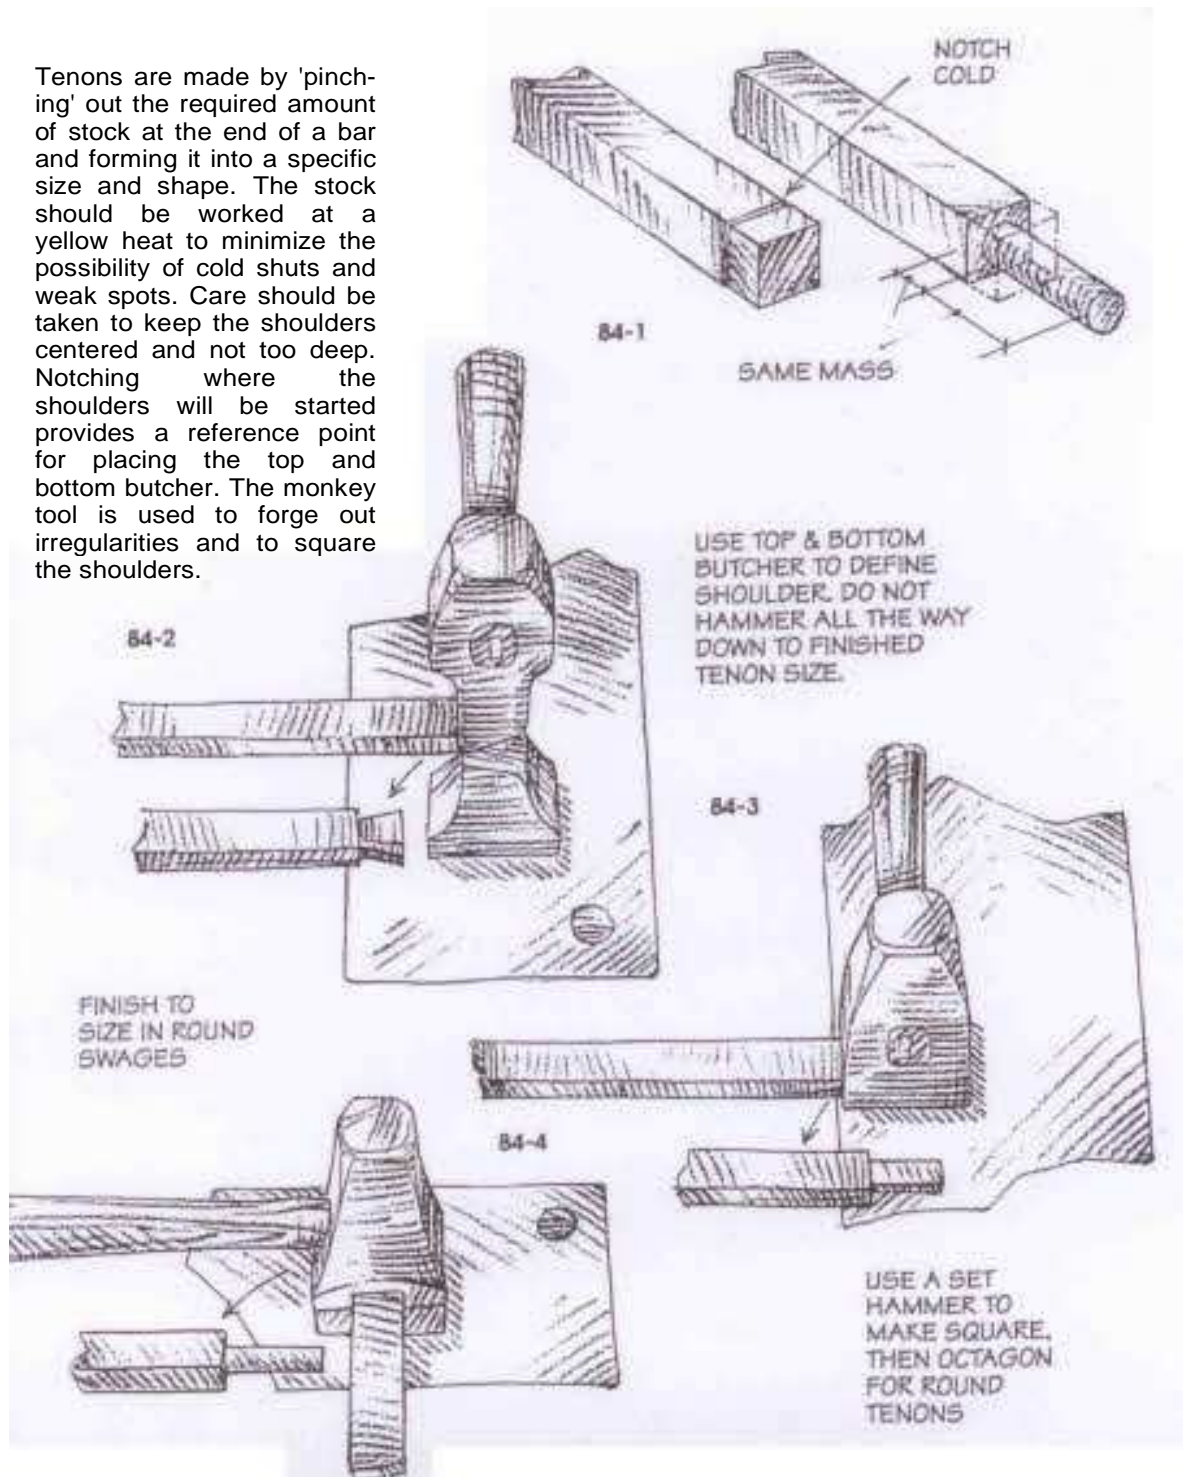 Tenons are made by 'pinch-
ing' out the required amount
of stock at the end of a bar
and forming it into a specific
size and shape. The stock
should be worked at a
yellow heat to minimize the
possibility of cold shuts and
weak spots. Care should be
taken to keep the shoulders
centered and not too deep.
Notching where the
shoulders will be started
provides a reference point
for placing the top and
bottom butcher. The monkey
tool is used to forge out
irregularities and to square
the shoulders.
NOTCH
COLD
84-1
SAME MASS
84-2
USE TOP & BOTTOM
BUTCHER TO DEFINE
SHOULDER. DO NOT
HAMMER ALL THE WAY
DOWN TO FINISHED
TENON SIZE.
84-3
FINISH TO
SIZE IN ROUND
SWAGES
84-4
USE A SET
HAMMER TO
MAKE SQUARE,
THEN OCTAGON
FOR ROUND
TENONS